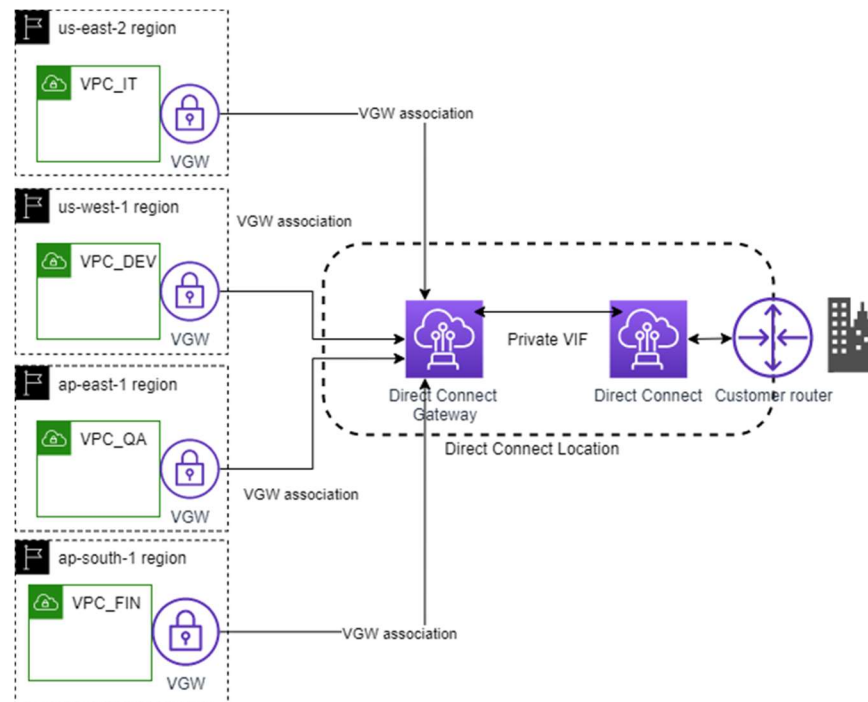 us-east-2 region
VPC_IT
VGW
VGW association
us-west-1 region
VGW association
VPC_DEV
VGW
ap-east-1 region
VPC_QA
VGW
VGW association
ap-south-1 region
VPC_FIN
VGW
VGW association
Private VIF
Direct Connect
Gateway
Direct Connect
Customer router
Direct Connect Location